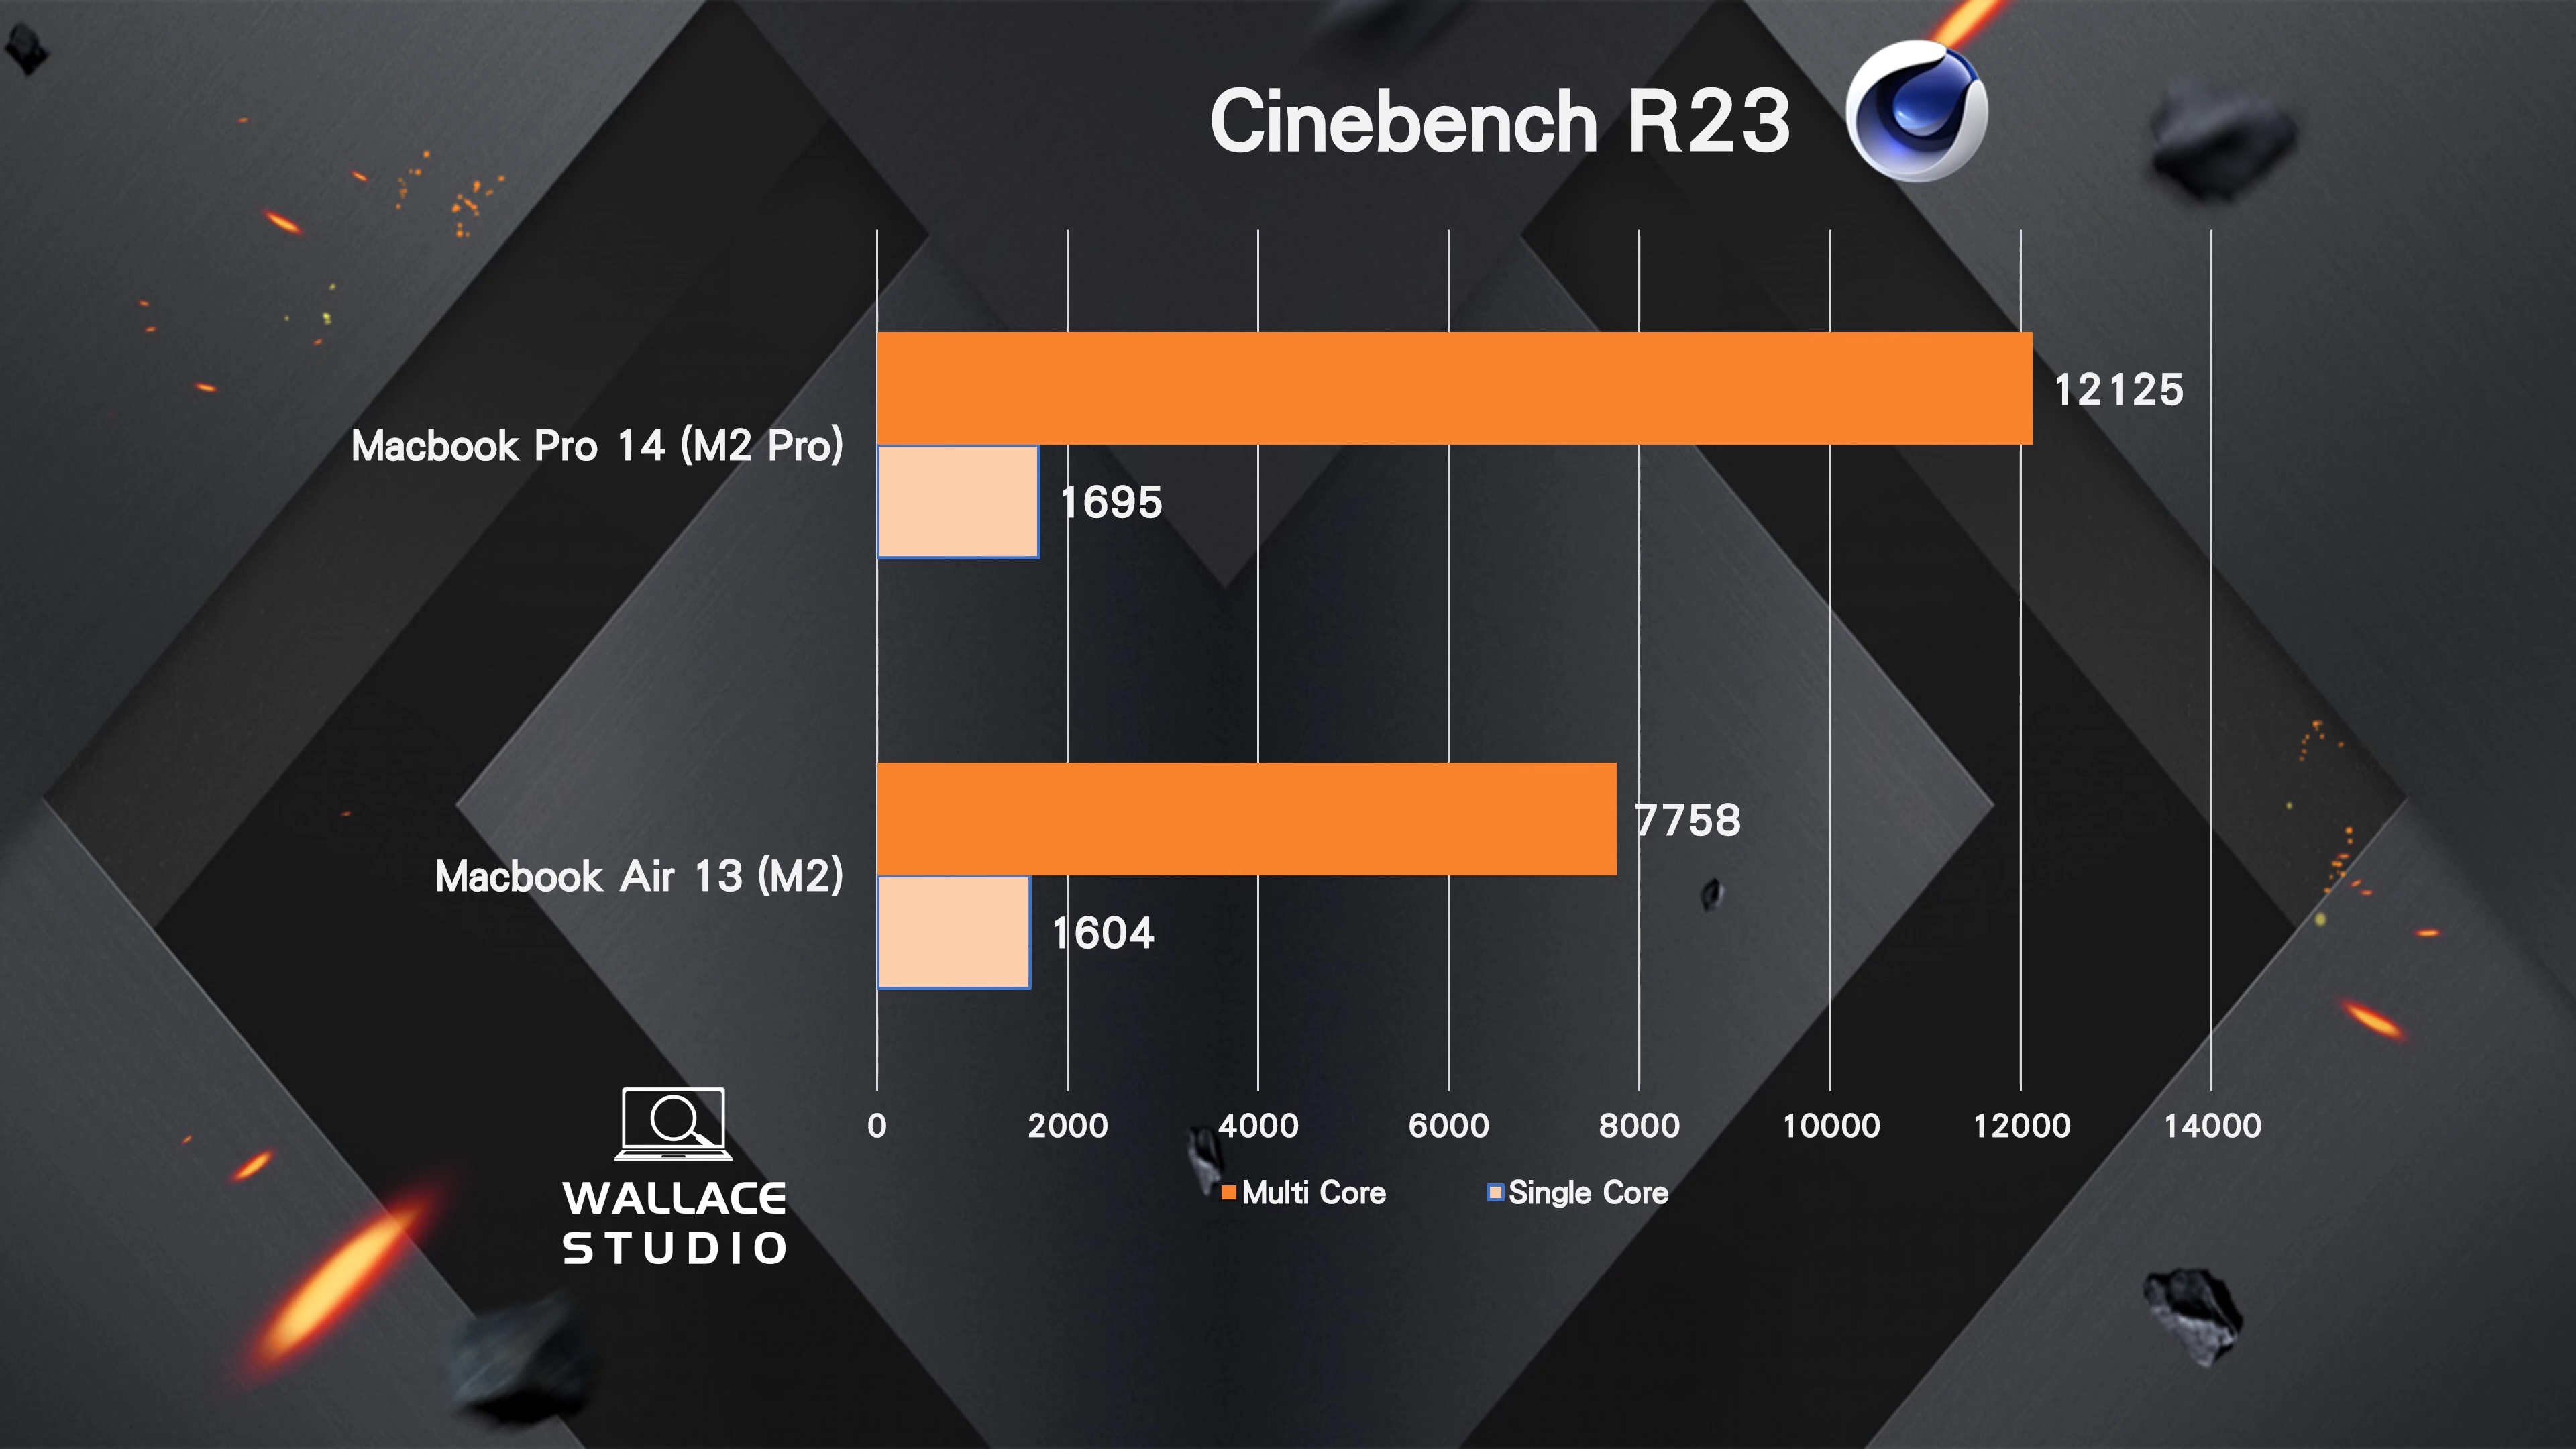 Cinebench R23
12125
Macbook Pro 14 (M2 Pro)
1695
7758
Macbook Air 13 (M2)
1604
0 2000 4000 6000 8000 10000 12000 14000
Multi Core Single Core
WALLACE
STUDIO